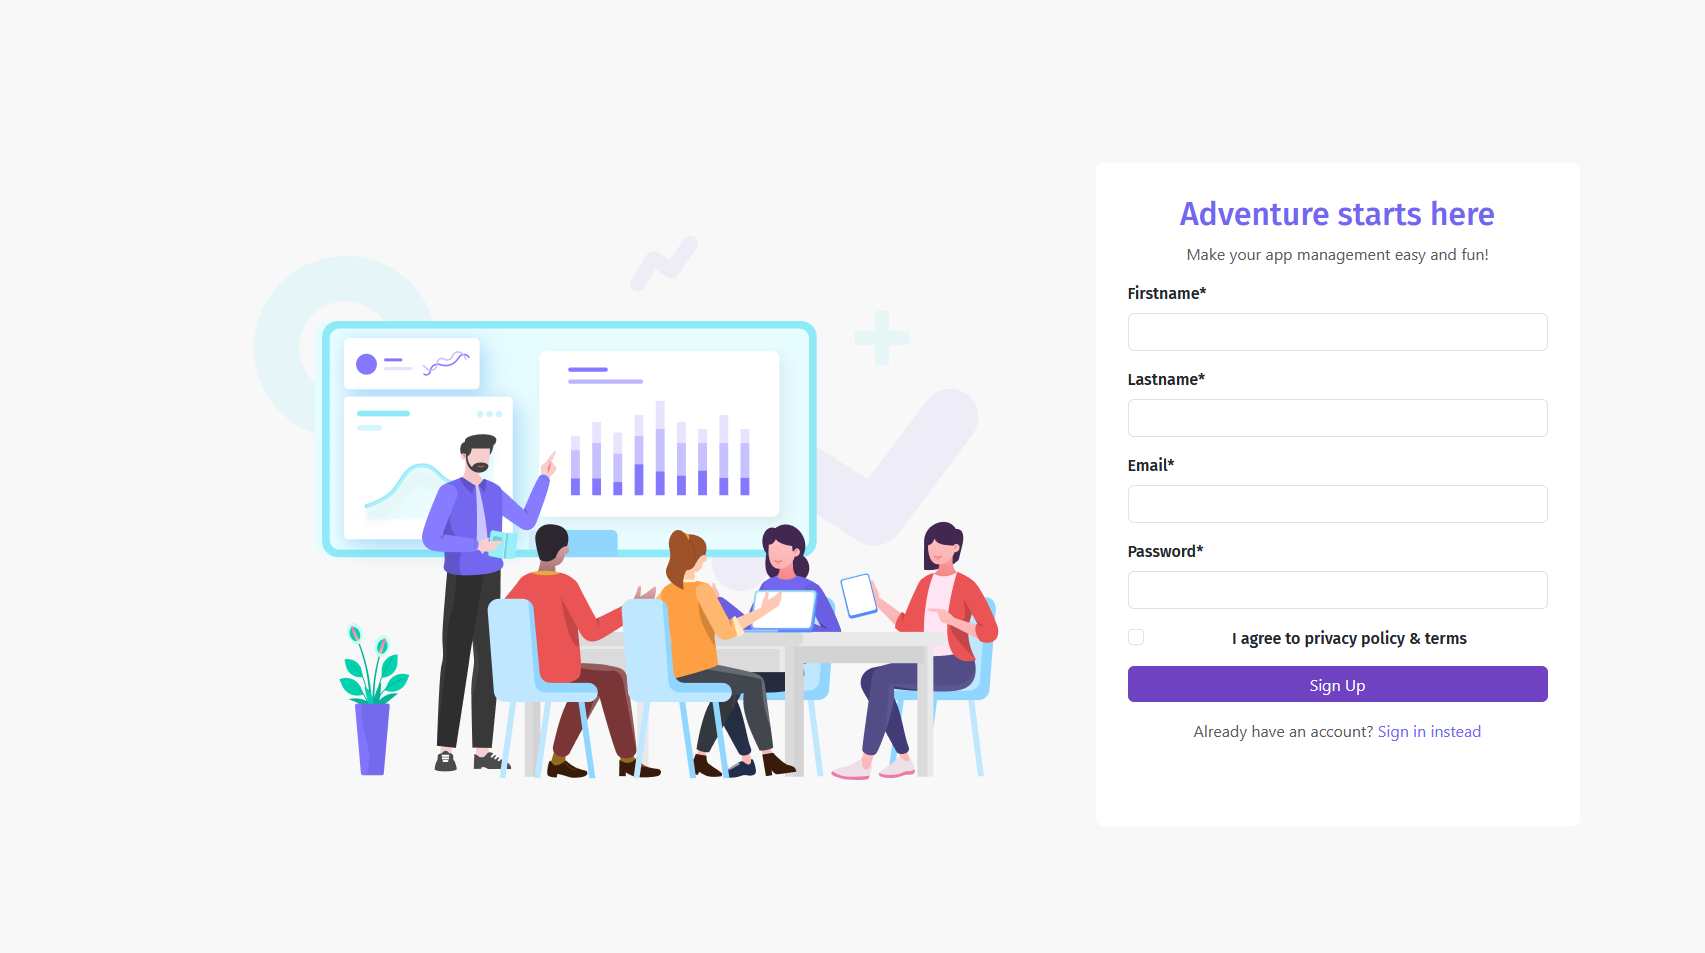 Adventure starts here
Make your app management easy and fun!
Firstname*
Lastname*
Email*
Password*
I agree to privacy policy & terms
Sign Up
Already have an account? Sign in instead